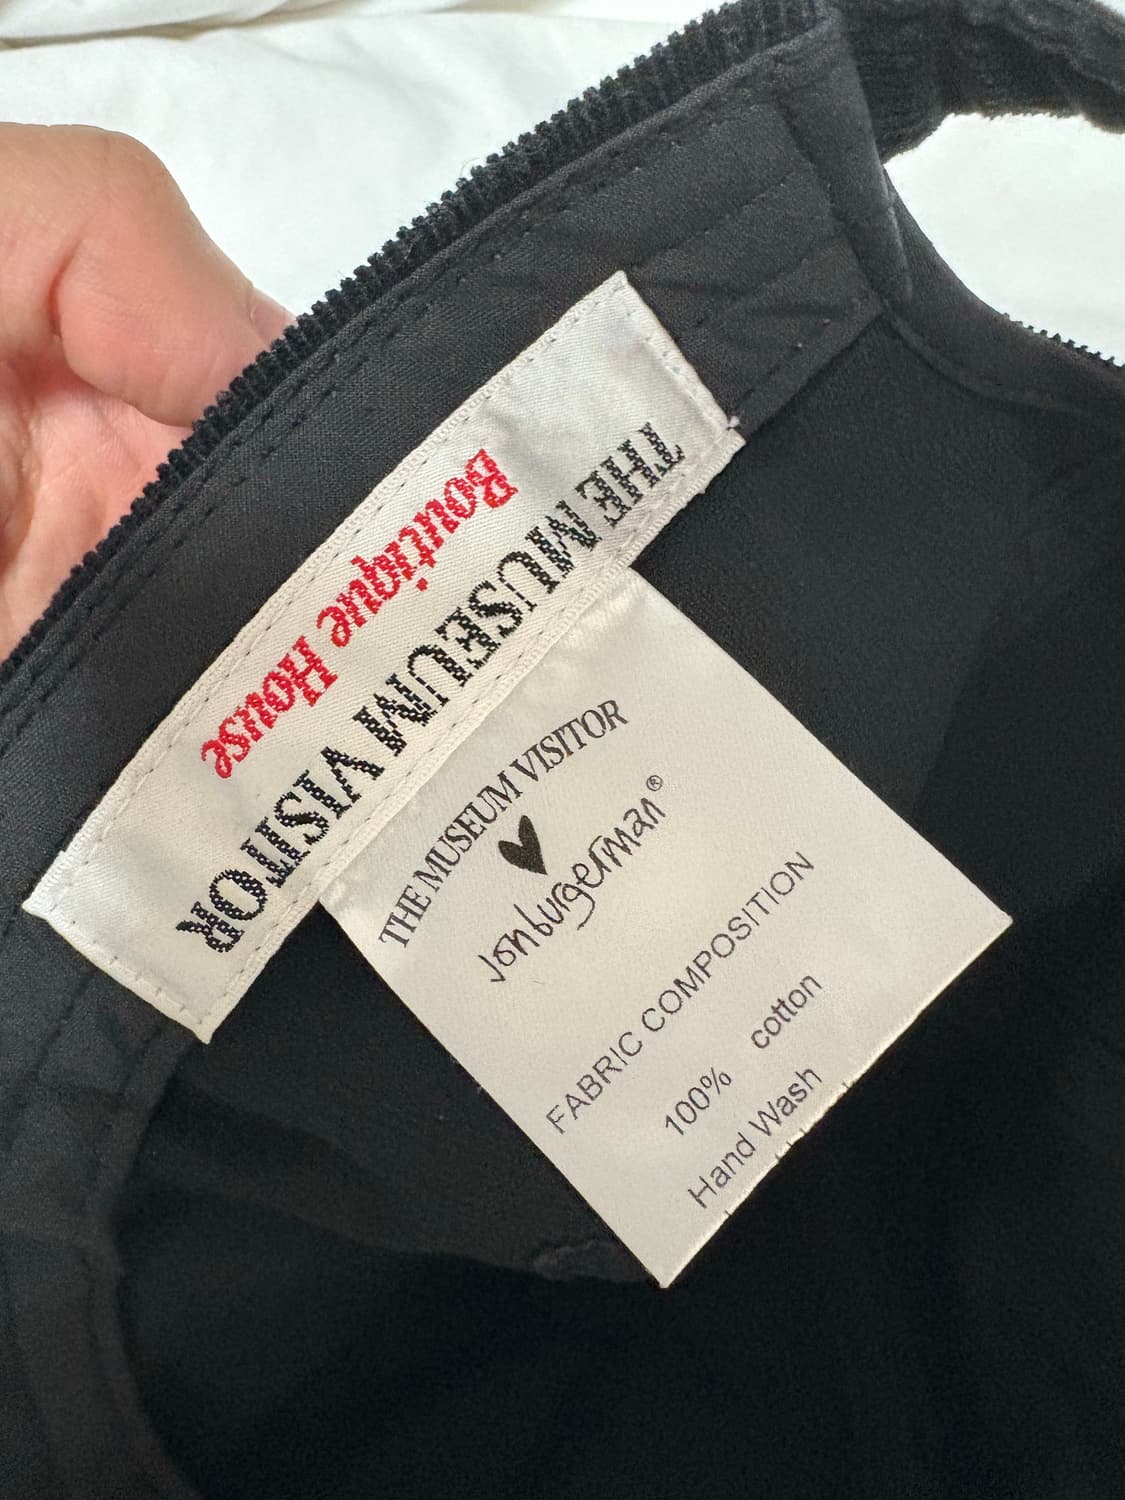 THE MUSEUM VISITOR
Boutique House
THE MUSEUM VISITOR
♥
jonburgerman®
FABRIC COMPOSITION
100% cotton
Hand Wash